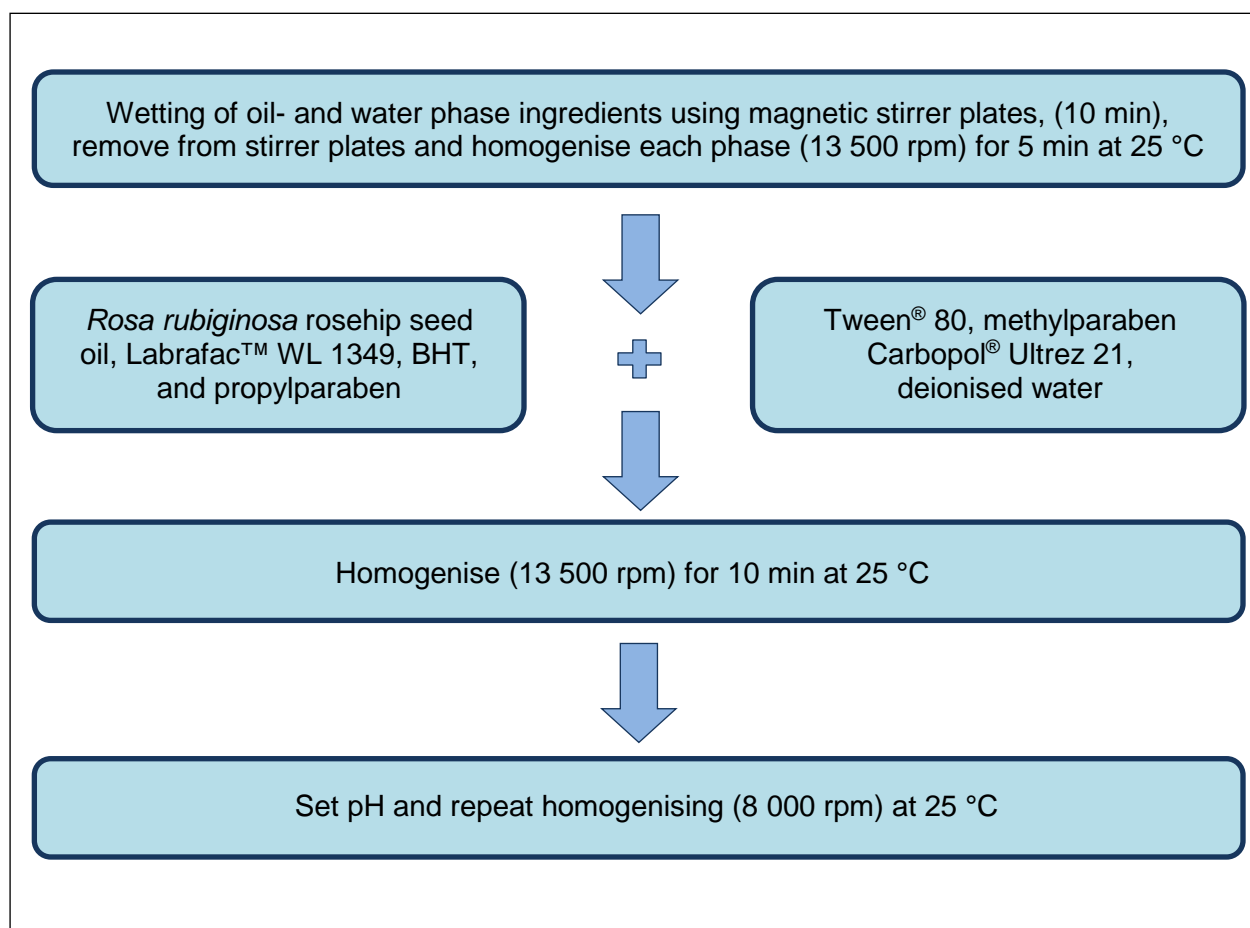 Wetting of oil- and water phase ingredients using magnetic stirrer plates, (10 min),
remove from stirrer plates and homogenise each phase (13 500 rpm) for 5 min at 25 °C
Rosa rubiginosa rosehip seed
oil, Labrafac™ WL 1349, BHT,
and propylparaben
Tween® 80, methylparaben
Carbopol® Ultrez 21,
deionised water
Homogenise (13 500 rpm) for 10 min at 25 °C
Set pH and repeat homogenising (8 000 rpm) at 25 °C